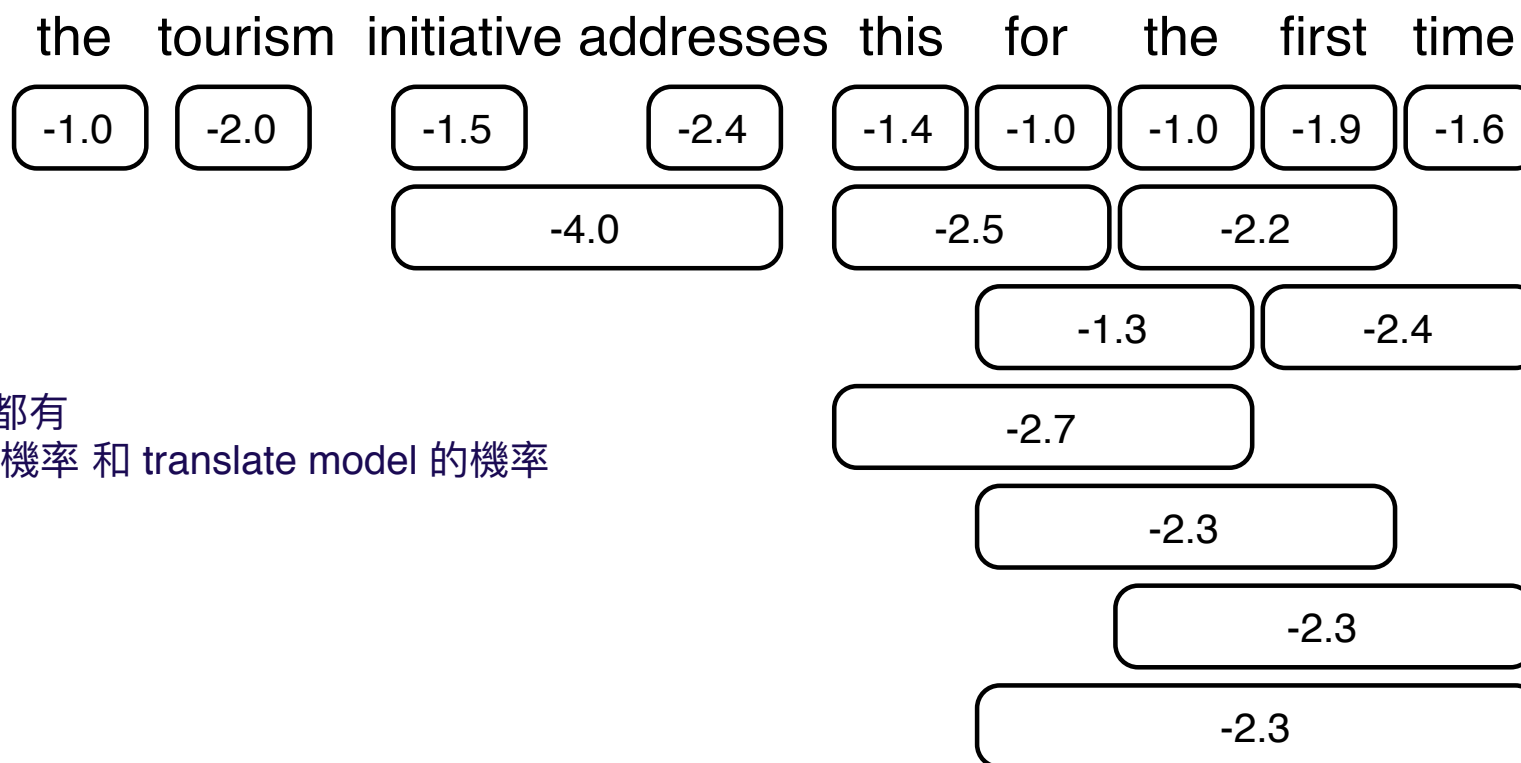 the tourism initiative addresses this for the first time
-1.0 -2.0 -1.5 -2.4 -1.4 -1.0 -1.0 -1.9 -1.6
-4.0 -2.5 -2.2
-1.3 -2.4
都有
-2.7
機率 和 translate model 的機率
-2.3
-2.3
-2.3